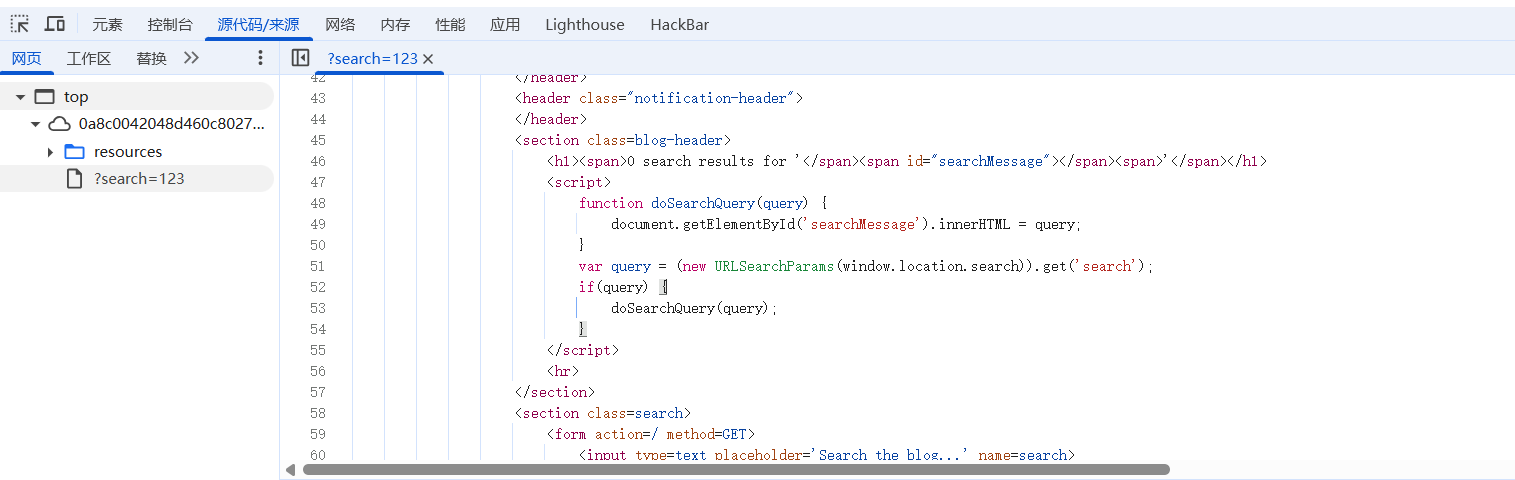 元素 控制台 源代码/来源 网络 内存 性能 应用 Lighthouse HackBar
网页 工作区 替换 ?search=123
top
0a8c0042048d460c8027...
resources
?search=123
42 </header>
43 <header class="notification-header">
44 </header>
45 <section class=blog-header>
46 <h1><span>0 search results for '</span><span id="searchMessage"></span><span>'</span></h1>
47 <script>
48 function doSearchQuery(query) {
49 document.getElementById('searchMessage').innerHTML = query;
50 }
51 var query = (new URLSearchParams(window.location.search)).get('search');
52 if(query) {
53 doSearchQuery(query);
54 }
55 </script>
56 <hr>
57 </section>
58 <section class=search>
59 <form action=/ method=GET>
60 <input type=text placeholder='Search the blog...' name=search>